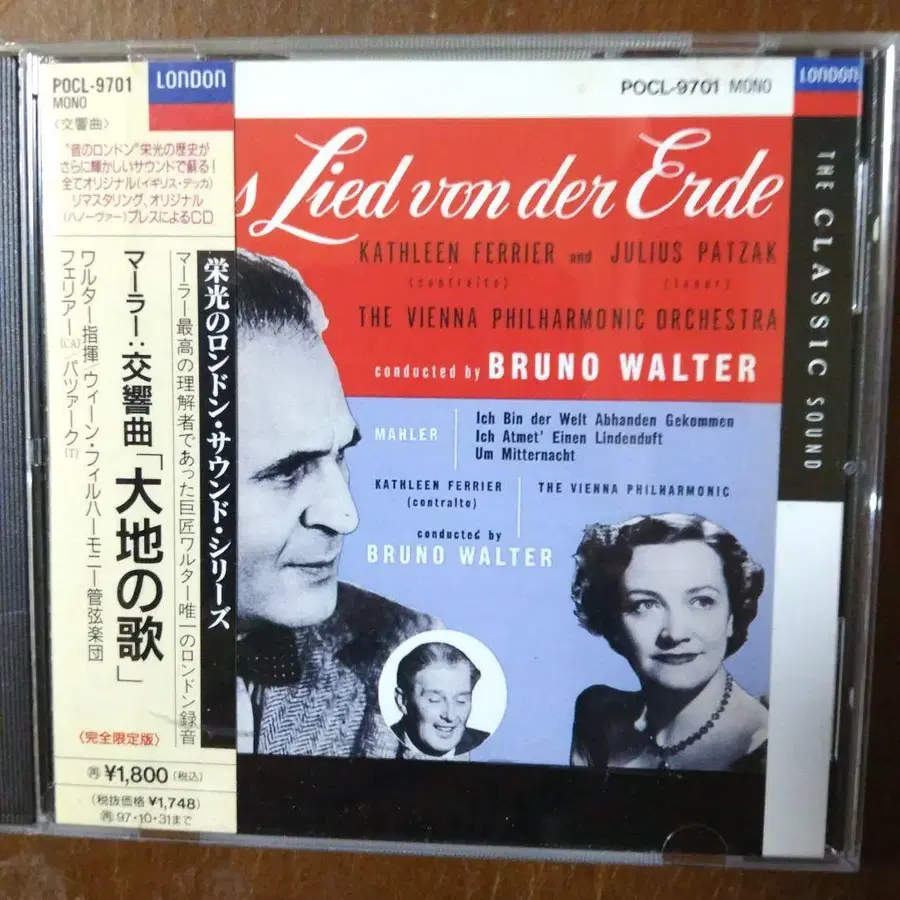 POCL-9701
MONO
LONDON
〈交響曲〉
“音のロンドン”栄光の歴史が
さらに輝かしいサウンドで蘇る!
全てオリジナル(イギリス・デッカ)
リマスタリング、オリジナル
(ハノーヴァー)プレスによるCD
栄光のロンドン・サウンド・シリーズ
マーラー最高の理解者であった巨匠ワルター唯一のロンドン録音
マーラー:交響曲「大地の歌」
ワルター指揮/ウィーン・フィルハーモニー管弦楽団
フェリアー(CA)/パツァーク(T)
〈完全限定版〉
再 ¥1,800(税込)
(税抜価格 ¥1,748)
再 97・10・31まで
POCL-9701 MONO
LONDON
THE CLASSIC SOUND
s Lied von der Erde
KATHLEEN FERRIER and JULIUS PATZAK
(contralto) (tenor)
THE VIENNA PHILHARMONIC ORCHESTRA
conducted by BRUNO WALTER
MAHLER
Ich Bin der Welt Abhanden Gekommen
Ich Atmet' Einen Lindenduft
Um Mitternacht
KATHLEEN FERRIER
(contralto)
THE VIENNA PHILHARMONIC
conducted by
BRUNO WALTER